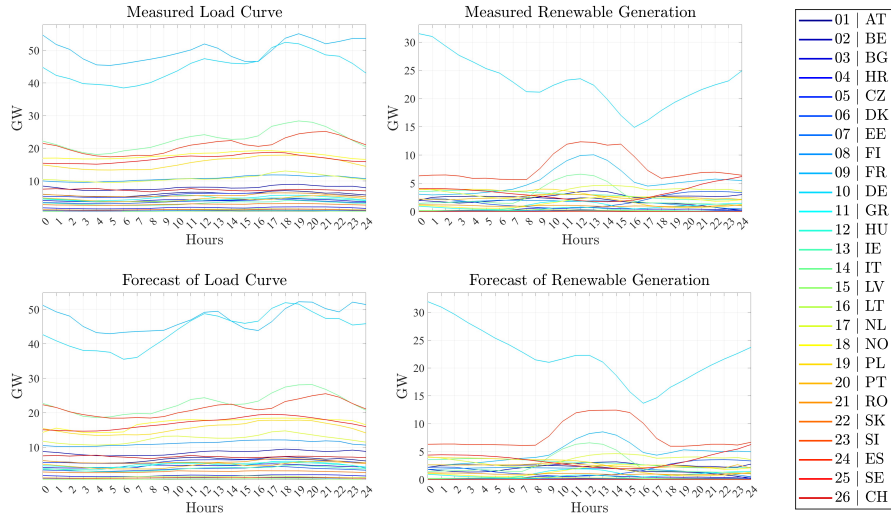 Measured Load Curve
GW
50
40
30
20
10
0 1 2 3 4 5 6 7 8 9 10 11 12 13 14 15 16 17 18 19 20 21 22 23 24
Hours
Measured Renewable Generation
GW
30
25
20
15
10
5
0
0 1 2 3 4 5 6 7 8 9 10 11 12 13 14 15 16 17 18 19 20 21 22 23 24
Hours
Forecast of Load Curve
GW
50
40
30
20
10
0 1 2 3 4 5 6 7 8 9 10 11 12 13 14 15 16 17 18 19 20 21 22 23 24
Hours
Forecast of Renewable Generation
GW
30
25
20
15
10
5
0
0 1 2 3 4 5 6 7 8 9 10 11 12 13 14 15 16 17 18 19 20 21 22 23 24
Hours
01 | AT
02 | BE
03 | BG
04 | HR
05 | CZ
06 | DK
07 | EE
08 | FI
09 | FR
10 | DE
11 | GR
12 | HU
13 | IE
14 | IT
15 | LV
16 | LT
17 | NL
18 | NO
19 | PL
20 | PT
21 | RO
22 | SK
23 | SI
24 | ES
25 | SE
26 | CH